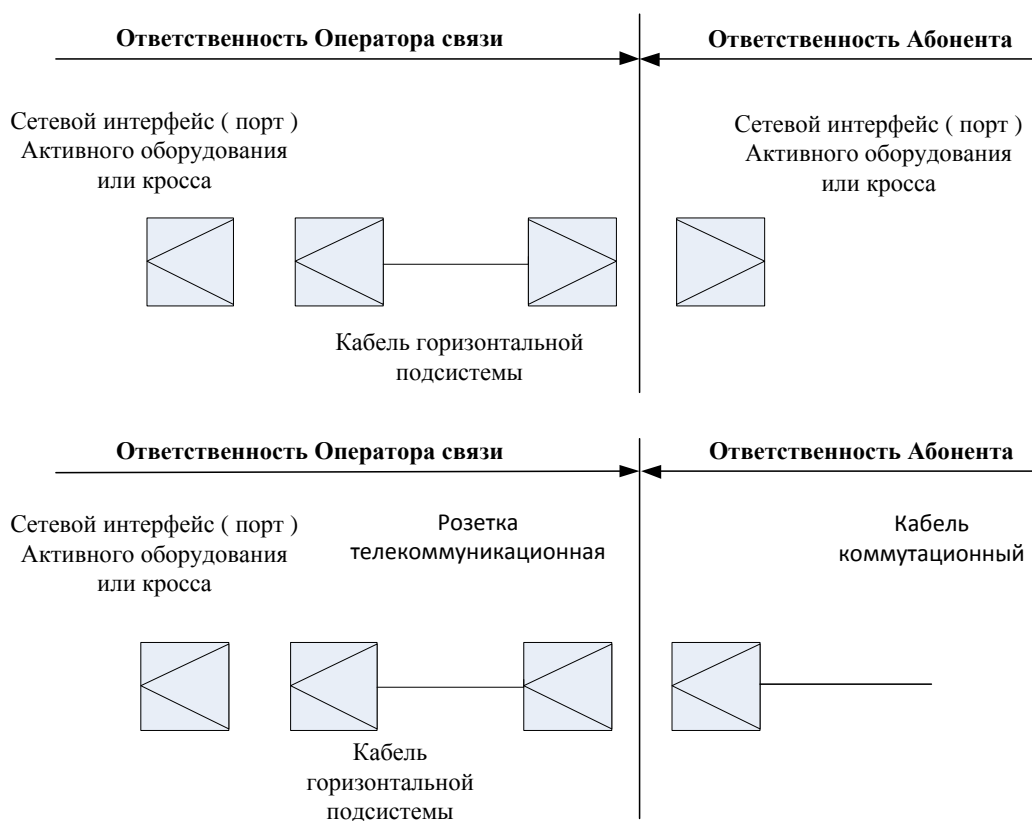 Ответственность Оператора связи
Ответственность Абонента
Сетевой интерфейс ( порт )
Активного оборудования
или кросса
Сетевой интерфейс ( порт )
Активного оборудования
или кросса
Кабель горизонтальной
подсистемы
Ответственность Оператора связи
Ответственность Абонента
Сетевой интерфейс ( порт )
Активного оборудования
или кросса
Розетка
телекоммуникационная
Кабель
коммутационный
Кабель
горизонтальной
подсистемы